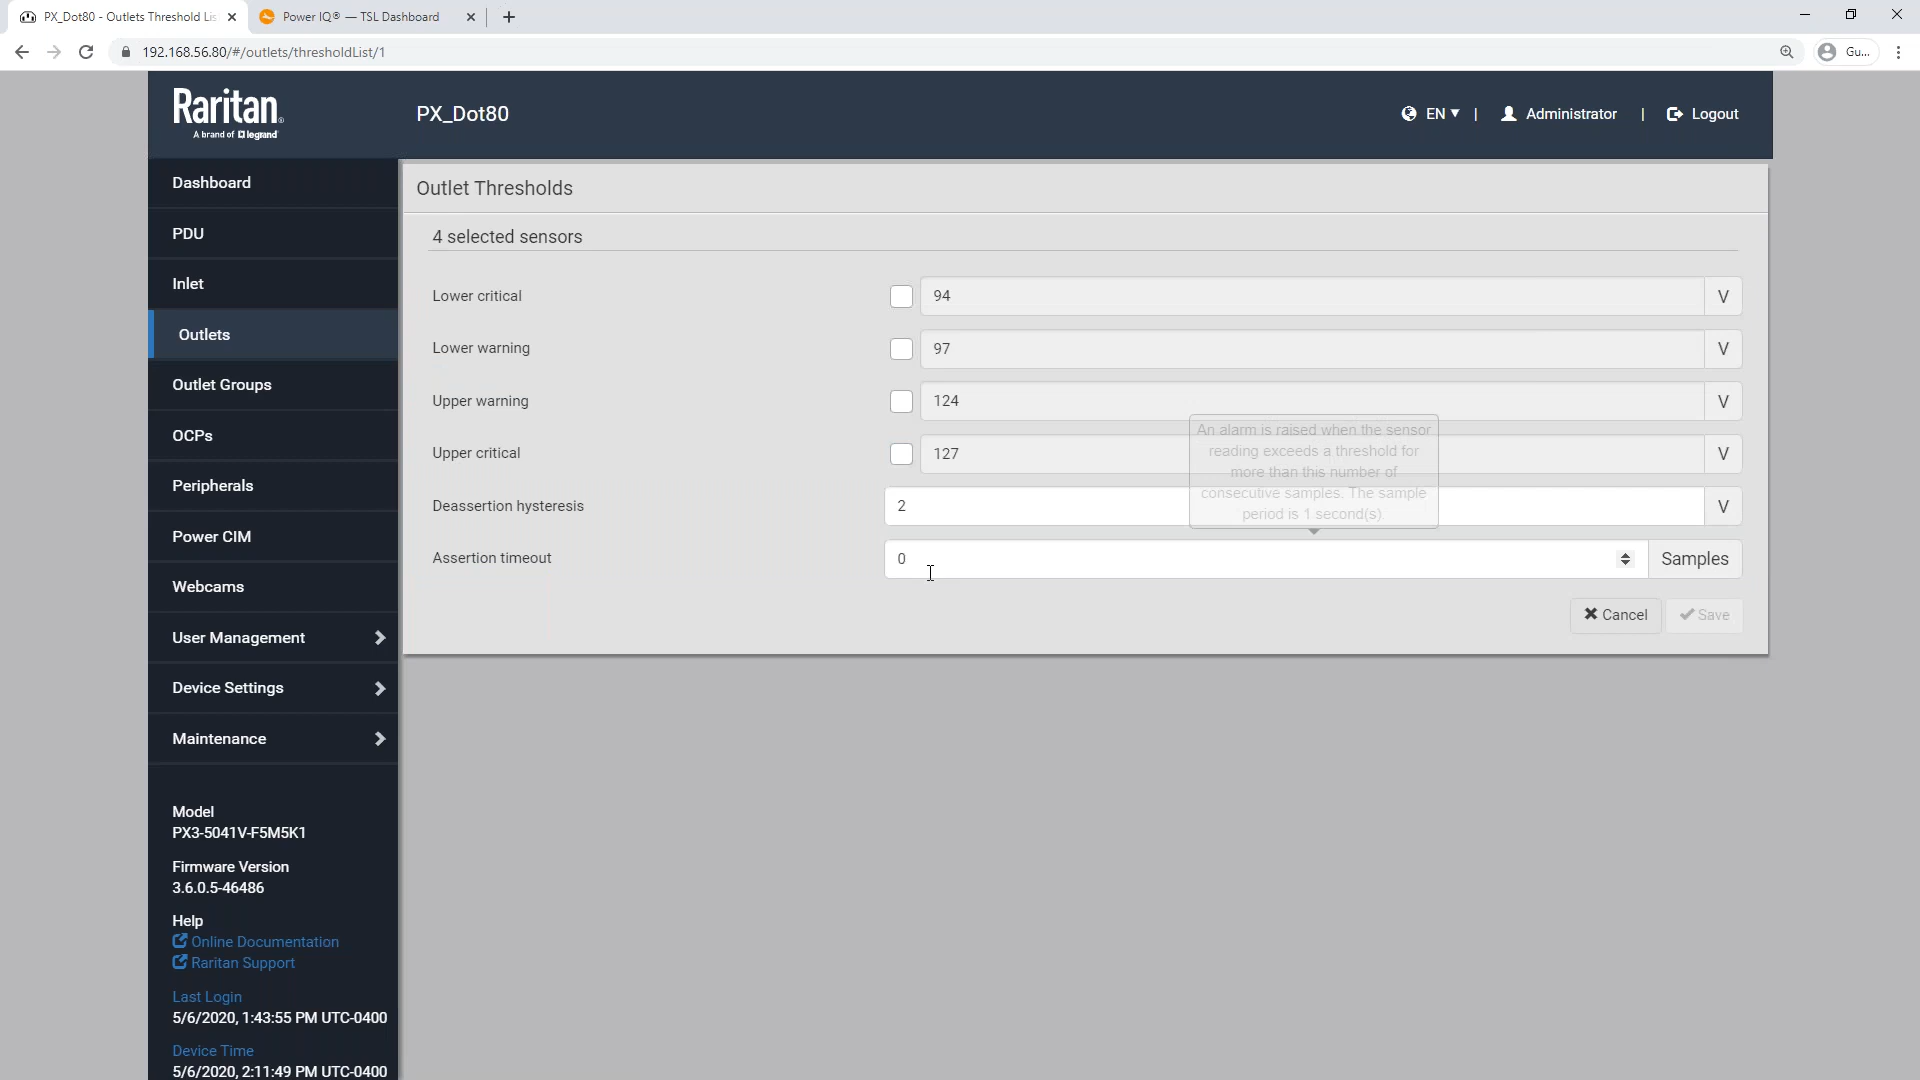 PX_Dot80 - Outlets Threshold Lis
Power IQ® — TSL Dashboard
192.168.56.80/#/outlets/thresholdList/1
Gu...
Raritan.
A brand of legrand
PX_Dot80
EN
|
Administrator
|
Logout
Dashboard
PDU
Inlet
Outlets
Outlet Groups
OCPs
Peripherals
Power CIM
Webcams
User Management
Device Settings
Maintenance
Model
PX3-5041V-F5M5K1
Firmware Version
3.6.0.5-46486
Help
Online Documentation
Raritan Support
Last Login
5/6/2020, 1:43:55 PM UTC-0400
Device Time
5/6/2020, 2:11:49 PM UTC-0400
Outlet Thresholds
4 selected sensors
Lower critical 94 V
Lower warning 97 V
Upper warning 124 V
Upper critical 127 V
Deassertion hysteresis 2 V
An alarm is raised when the sensor
reading exceeds a threshold for
more than this number of
consecutive samples. The sample
period is 1 second(s).
Assertion timeout 0 Samples
Cancel Save